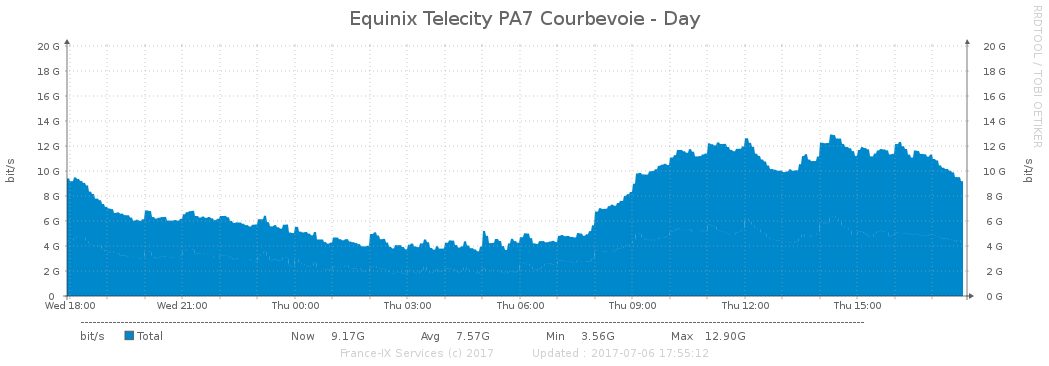 Equinix Telecity PA7 Courbevoie - Day
RRDTOOL / TOBI OETIKER
bit/s
20 G 20 G
18 G 18 G
16 G 16 G
14 G 14 G
12 G 12 G
10 G 10 G
8 G 8 G
6 G 6 G
4 G 4 G
2 G 2 G
0 0 G
bit/s
Wed 18:00 Wed 21:00 Thu 00:00 Thu 03:00 Thu 06:00 Thu 09:00 Thu 12:00 Thu 15:00
bit/s Total Now 9.17G Avg 7.57G Min 3.56G Max 12.90G
France-IX Services (c) 2017 Updated : 2017-07-06 17:55:12